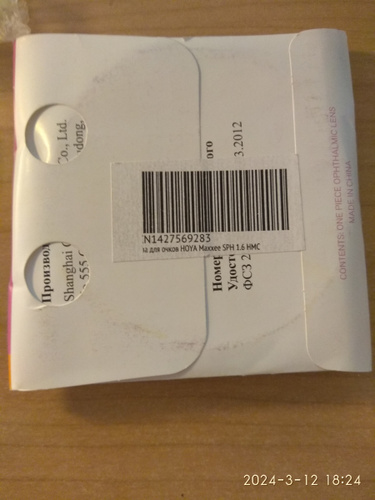 Co., Ltd.
dong,
Производ
Shanghai
555
ого
3.2012
Номер
ФСЗ 2
N1427569283
а для очков HOYA Maxxee SPH 1.6 HMC
CONTENTS: ONE PIECE OPHTHALMIC LENS
MADE IN CHINA
2024-3-12 18:24